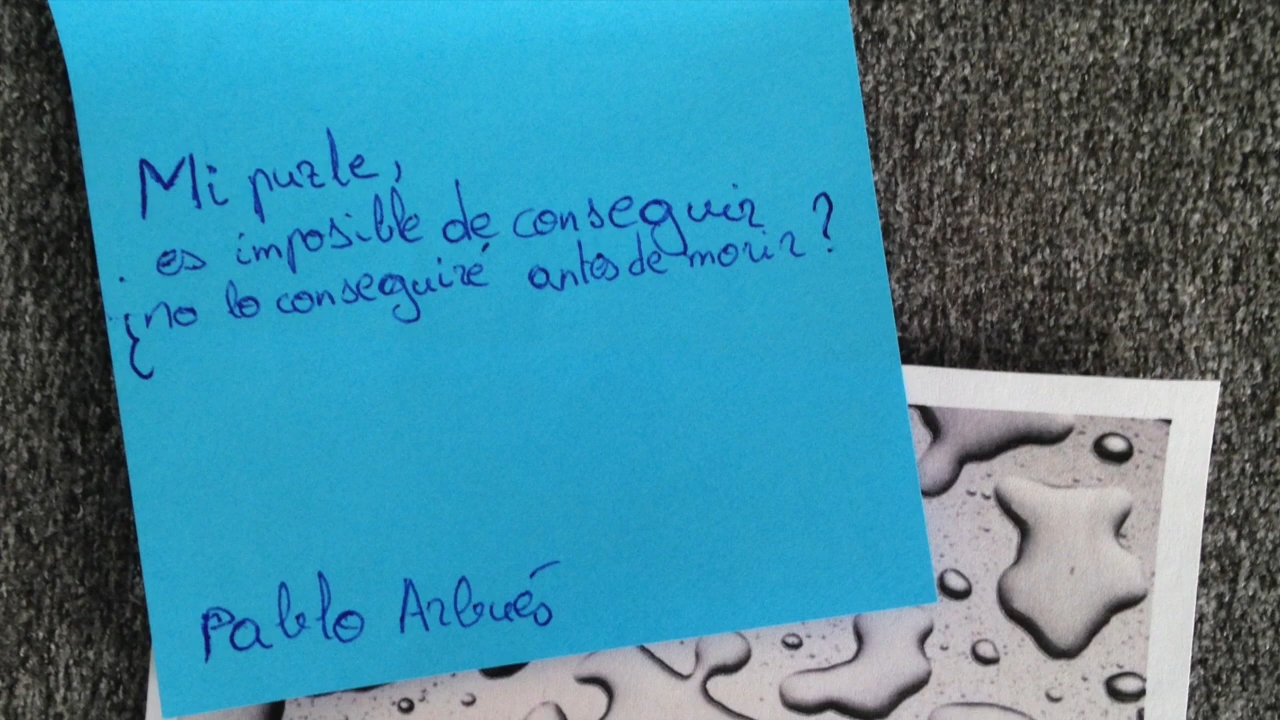 Mi puzle,
es imposible de conseguir
¿no lo conseguiré antes de morir?
Pablo Arbués